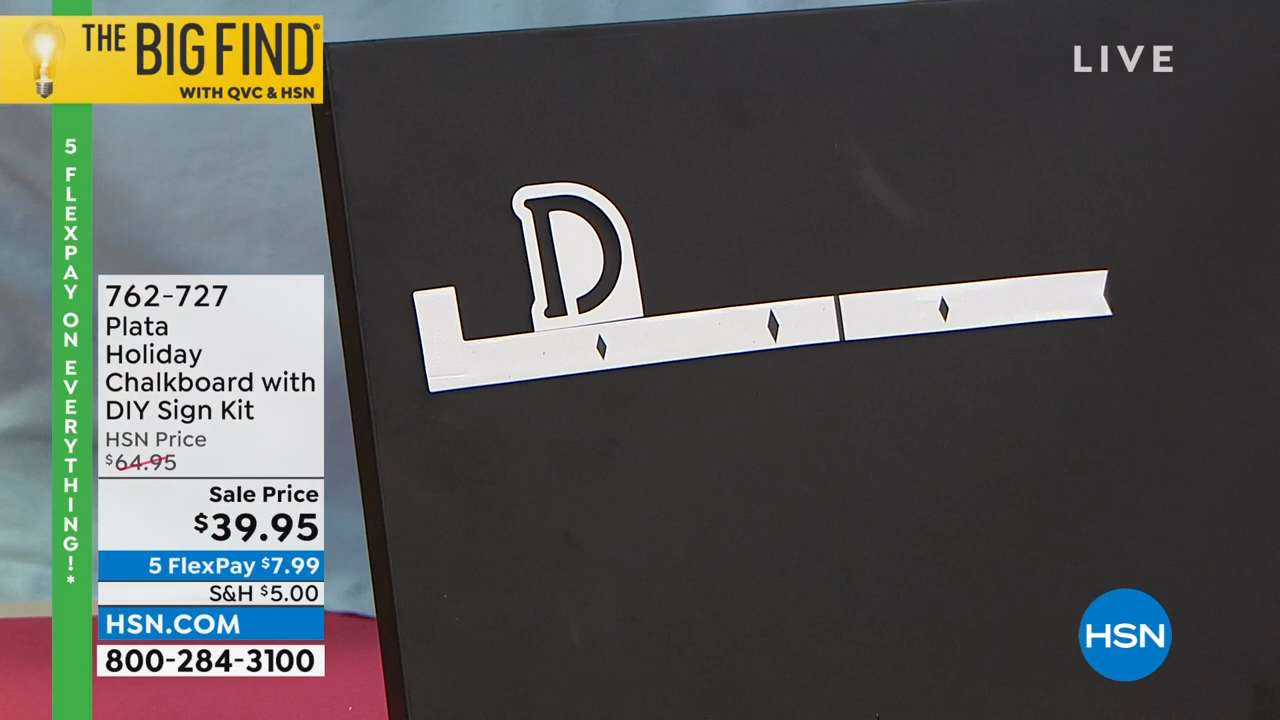 THE BIG FIND®
WITH QVC & HSN
LIVE
5 FLEXPAY ON EVERYTHING!*
D
762-727
Plata
Holiday
Chalkboard with
DIY Sign Kit
HSN Price
$64.95
Sale Price
$39.95
5 FlexPay $7.99
S&H $5.00
HSN.COM
800-284-3100
HSN